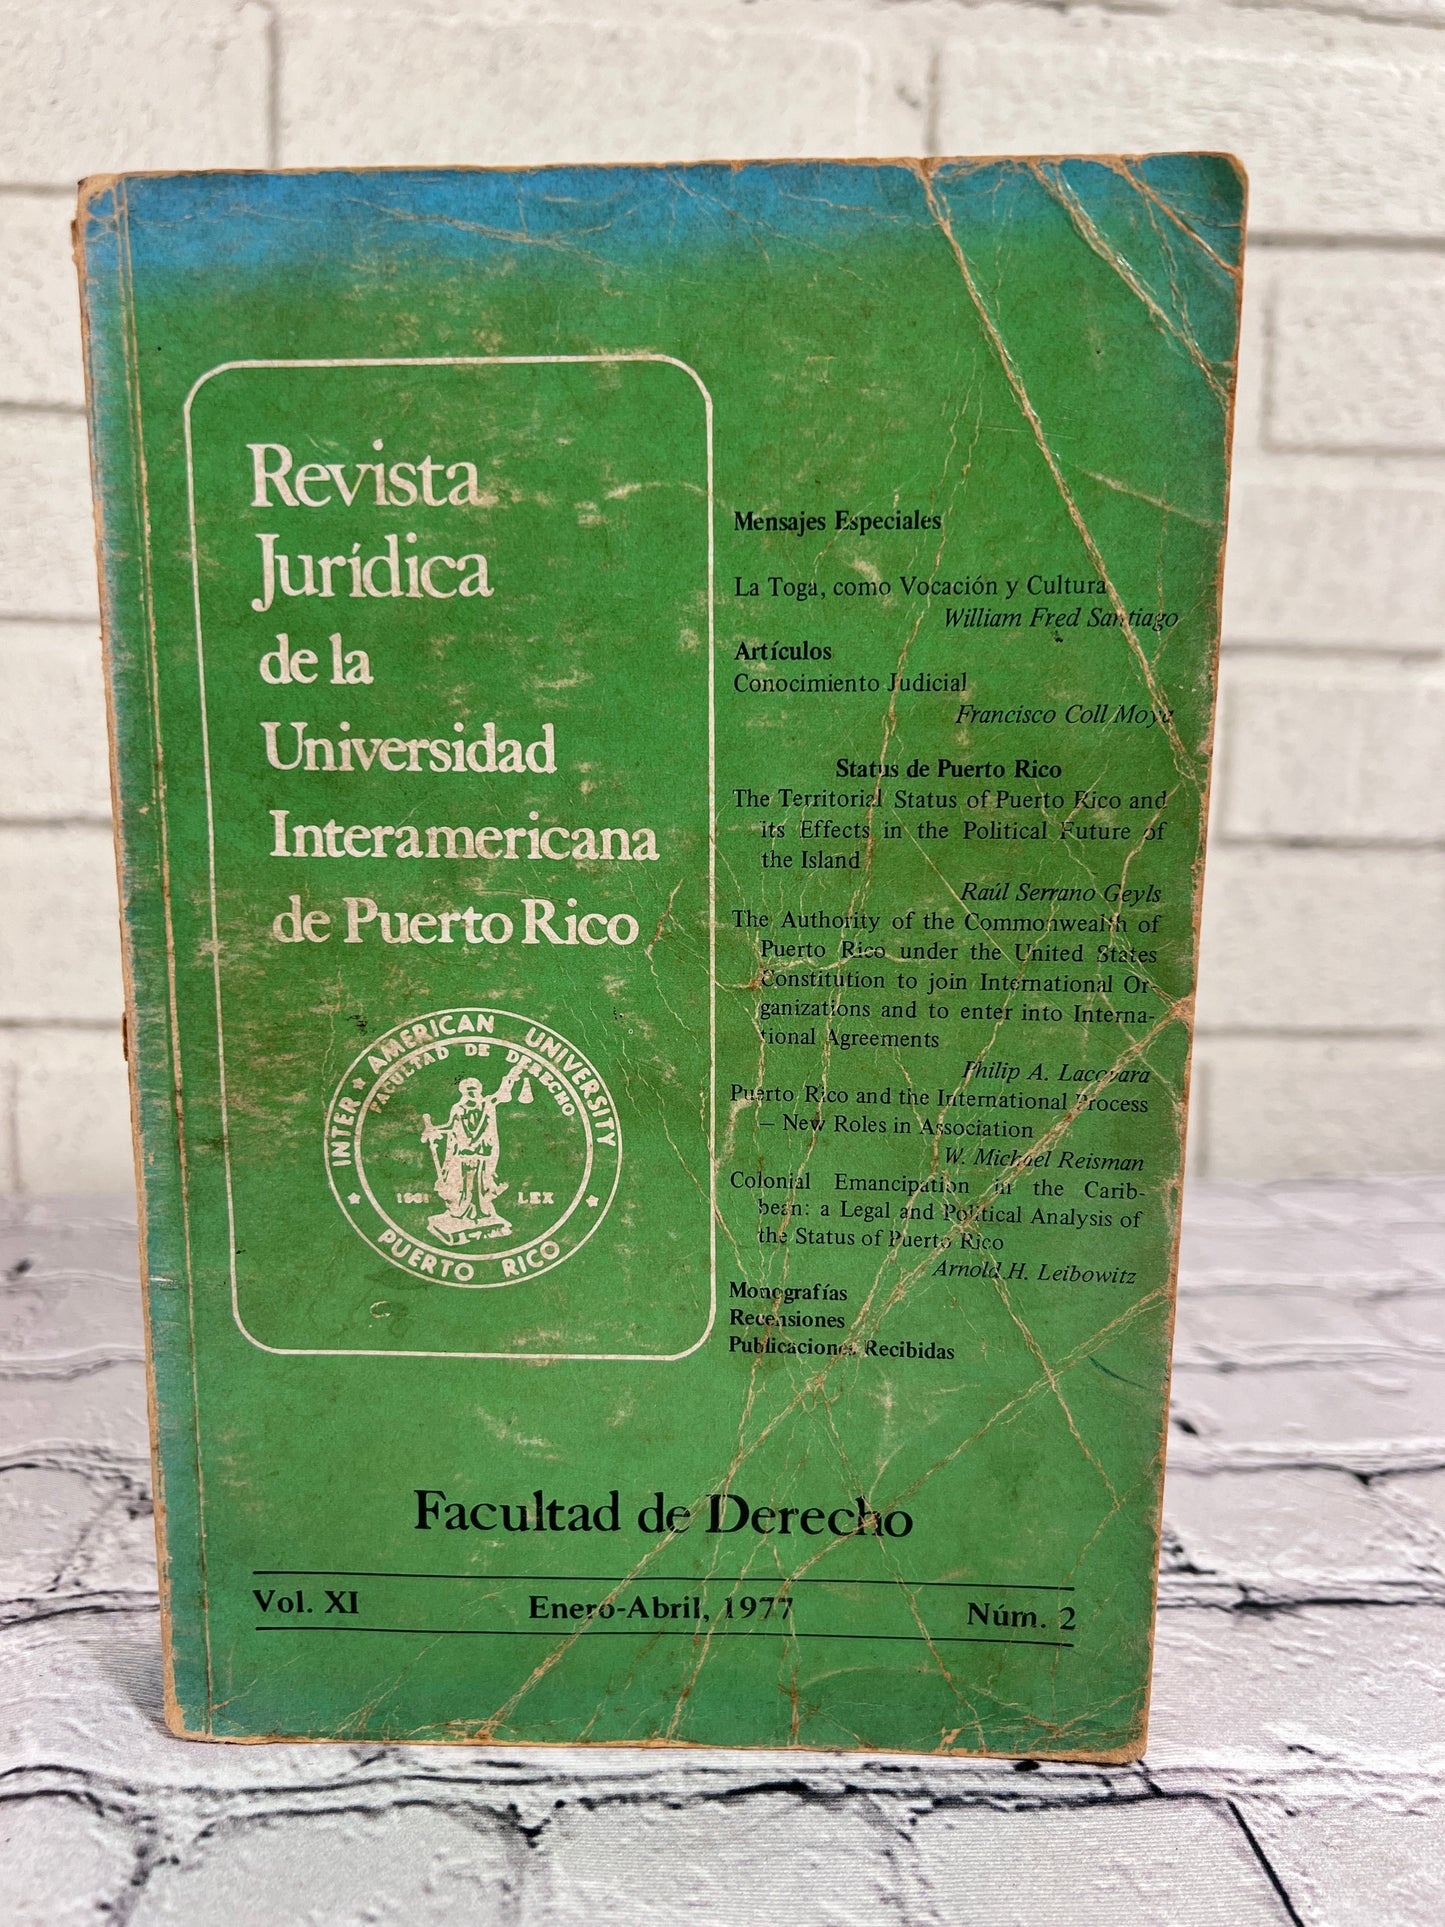 Revista
Jurídica
de la
Universidad
Interamericana
de Puerto Rico
INTER AMERICAN UNIVERSITY
FACULTAD DE DERECHO
LEX
PUERTO RICO
Mensajes Especiales
La Toga, como Vocación y Cultura
William Fred Santiago
Artículos
Conocimiento Judicial
Francisco Coll Moya
Status de Puerto Rico
The Territorial Status of Puerto Rico and
its Effects in the Political Future of
the Island
Raúl Serrano Geyls
The Authority of the Commonwealth of
Puerto Rico under the United States
Constitution to join International Or-
ganizations and to enter into Interna-
tional Agreements
Philip A. Lacovara
Puerto Rico and the International Process
– New Roles in Association
W. Michael Reisman
Colonial Emancipation in the Carib-
bean: a Legal and Political Analysis of
the Status of Puerto Rico
Arnold H. Leibowitz
Monografías
Recensiones
Publicaciones Recibidas
Facultad de Derecho
Vol. XI Enero-Abril, 1977 Núm. 2